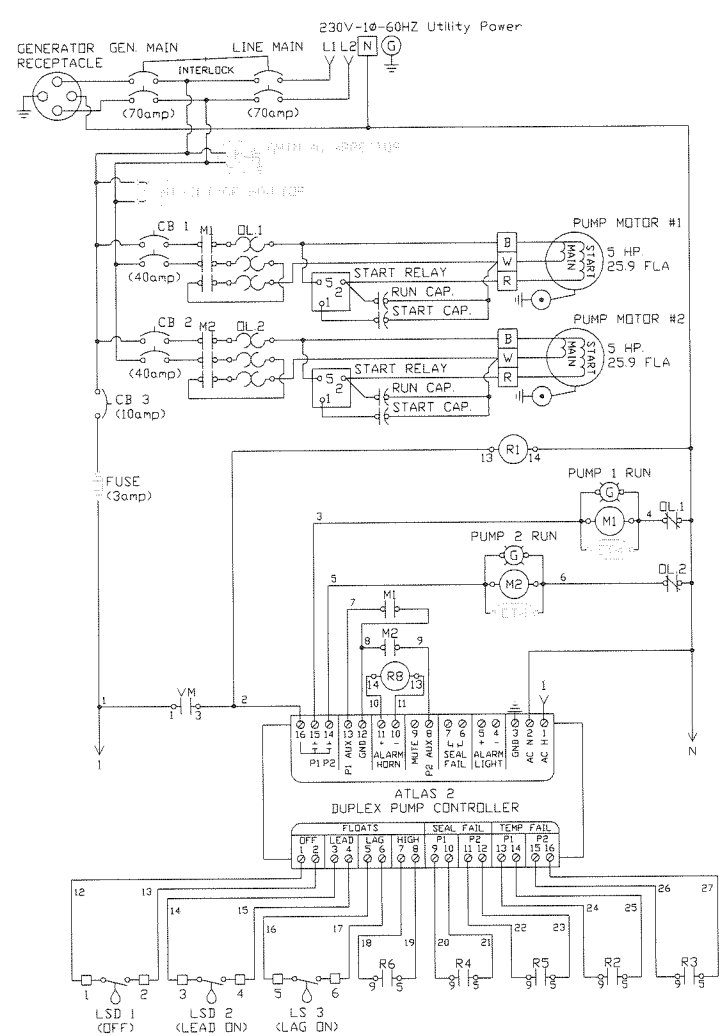 230V-1Ø-60HZ Utility Power
GENERATOR RECEPTACLE
GEN. MAIN
LINE MAIN
L1 L2 N G
INTERLOCK
(70amp)
(70amp)
CB 1
M1
OL.1
(40amp)
PUMP MOTOR #1
B
W
R
MAIN
START
5 HP.
25.9 FLA
START RELAY
5
2
1
RUN CAP.
START CAP.
CB 2
M2
OL.2
(40amp)
PUMP MOTOR #2
B
W
R
MAIN
START
5 HP.
25.9 FLA
START RELAY
5
2
1
RUN CAP.
START CAP.
CB 3
(10amp)
13 R1 14
FUSE
(3amp)
PUMP 1 RUN
G
3
M1
4
OL.1
PUMP 2 RUN
G
5
M2
6
OL.2
7
M1
8
M2
9
14 R8 13
10
11
1
VM
1 3
2
1
1
N
16 15 14 13 12 11 10 9 8 7 6 5 4 3 2 1
P1 P2
P1 AUX
GND
+ -
ALARM HORN
MUTE
P2 AUX
SEAL FAIL
+ -
ALARM LIGHT
GND
AC N
AC H
ATLAS 2
DUPLEX PUMP CONTROLLER
FLOATS
SEAL FAIL
TEMP FAIL
OFF LEAD LAG HIGH P1 P2 P1 P2
1 2 3 4 5 6 7 8 9 10 11 12 13 14 15 16
12
13
14
15
16
17
18
19
20
21
22
23
24
25
26
27
1 2
3 4
5 6
R6
9 5
R4
9 5
R5
9 5
R2
9 5
R3
9 5
LSD 1
(OFF)
LSD 2
(LEAD ON)
LS 3
(LAG ON)